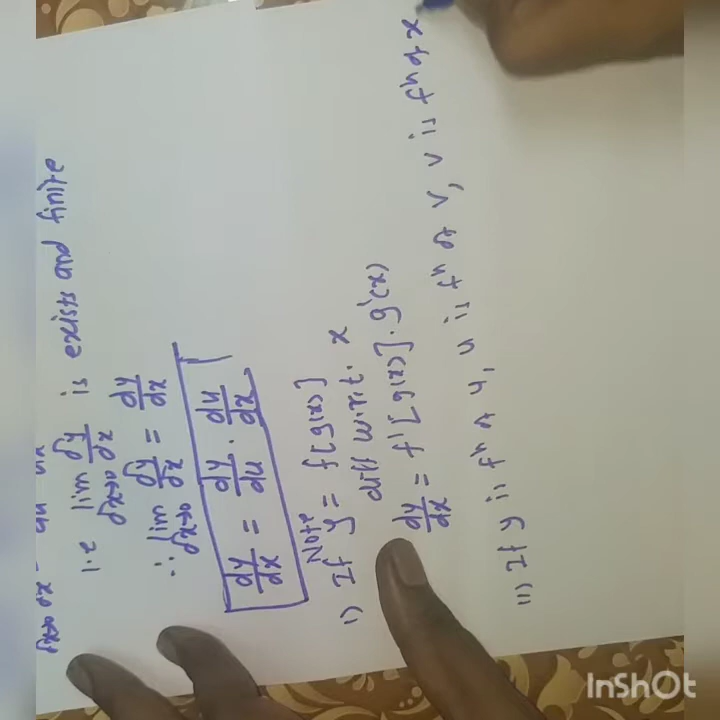 i.e lim δx→0 δy/δx is exists and finite
∴ lim δx→0 δy/δx = dy/dx
dy/dx = dy/du · du/dx
Note
i) If y = f[g(x)]
diff w.r.t. x
dy/dx = f'[g(x)] · g'(x)
ii) If y is fⁿ of u, u is fⁿ of v, v is fⁿ of x
InShOt